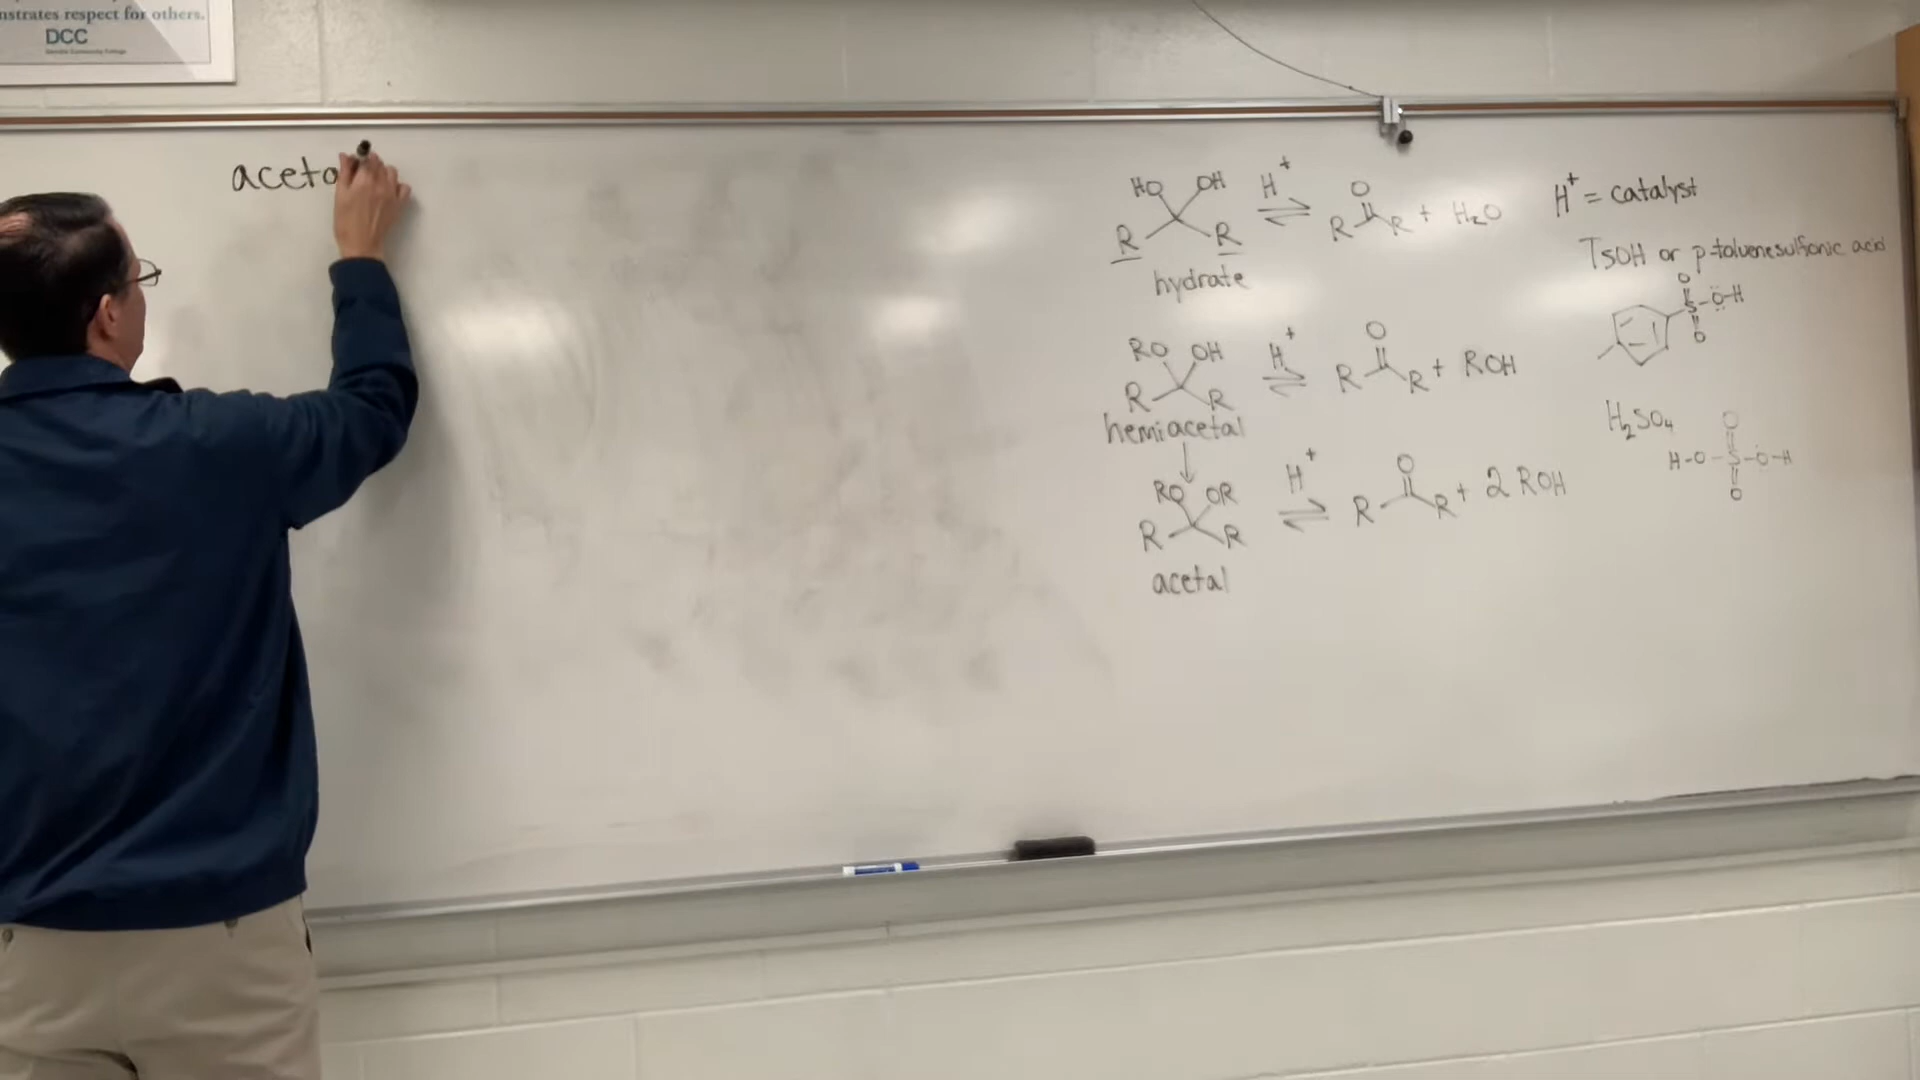 nstrates respect for others.
DCC
aceta
HO OH H+ ⇌ O R R + H2O
R R
hydrate
RO OH H+ ⇌ O R R + ROH
R R
hemiacetal
RO OR H+ ⇌ O R R + 2 ROH
R R
acetal
H+ = catalyst
TsOH or p-toluenesulfonic acid
O
S-O-H
O
H2SO4
O
H-O-S-O-H
O